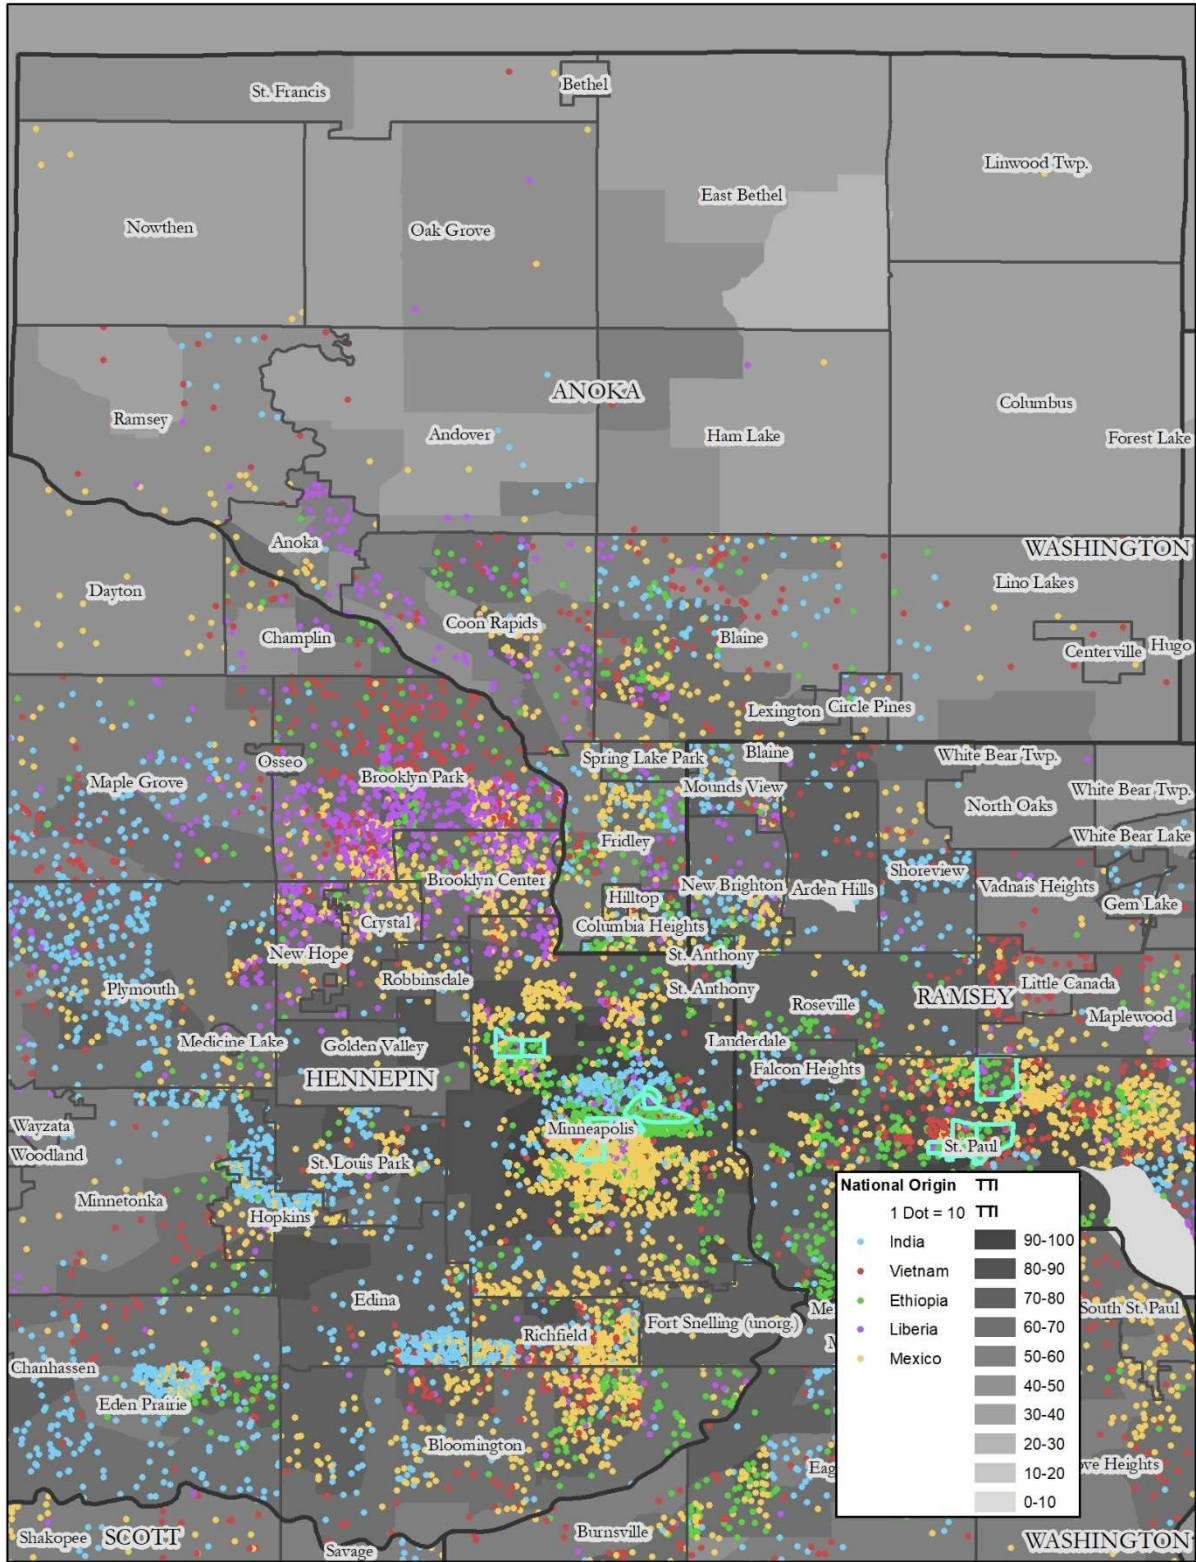 St. Francis
Bethel
Linwood Twp.
East Bethel
Nowthen
Oak Grove
ANOKA
Columbus
Ramsey
Andover
Ham Lake
Forest Lake
Anoka
WASHINGTON
Dayton
Lino Lakes
Coon Rapids
Champlin
Blaine
Centerville
Hugo
Lexington
Circle Pines
Osseo
Spring Lake Park
Blaine
White Bear Twp.
Maple Grove
Brooklyn Park
Mounds View
North Oaks
White Bear Twp.
Fridley
White Bear Lake
Brooklyn Center
New Brighton
Arden Hills
Shoreview
Vadnais Heights
Hilltop
Gem Lake
Crystal
Columbia Heights
New Hope
St. Anthony
Robbinsdale
Plymouth
St. Anthony
Little Canada
Roseville
RAMSEY
Maplewood
Medicine Lake
Golden Valley
Lauderdale
Falcon Heights
HENNEPIN
Wayzata
Minneapolis
Woodland
St. Louis Park
St. Paul
Minnetonka
Hopkins
National Origin TTI
1 Dot = 10 TTI
India
Vietnam
Ethiopia
Liberia
Mexico
90-100
80-90
70-80
60-70
50-60
40-50
30-40
20-30
10-20
0-10
Edina
South St. Paul
Richfield
Fort Snelling (unorg.)
Me
M
Chanhassen
Eden Prairie
Bloomington
Eag
ove Heights
Shakopee
SCOTT
Burnsville
Savage
WASHINGTON